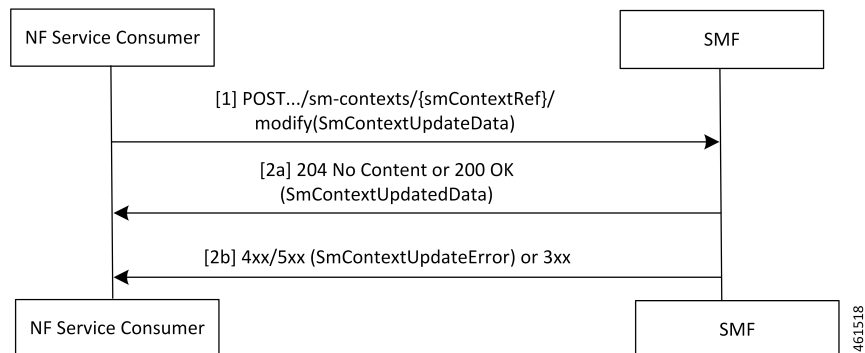 NF Service Consumer
SMF
[1] POST.../sm-contexts/{smContextRef}/
modify(SmContextUpdateData)
[2a] 204 No Content or 200 OK
(SmContextUpdatedData)
[2b] 4xx/5xx (SmContextUpdateError) or 3xx
NF Service Consumer
SMF
461518